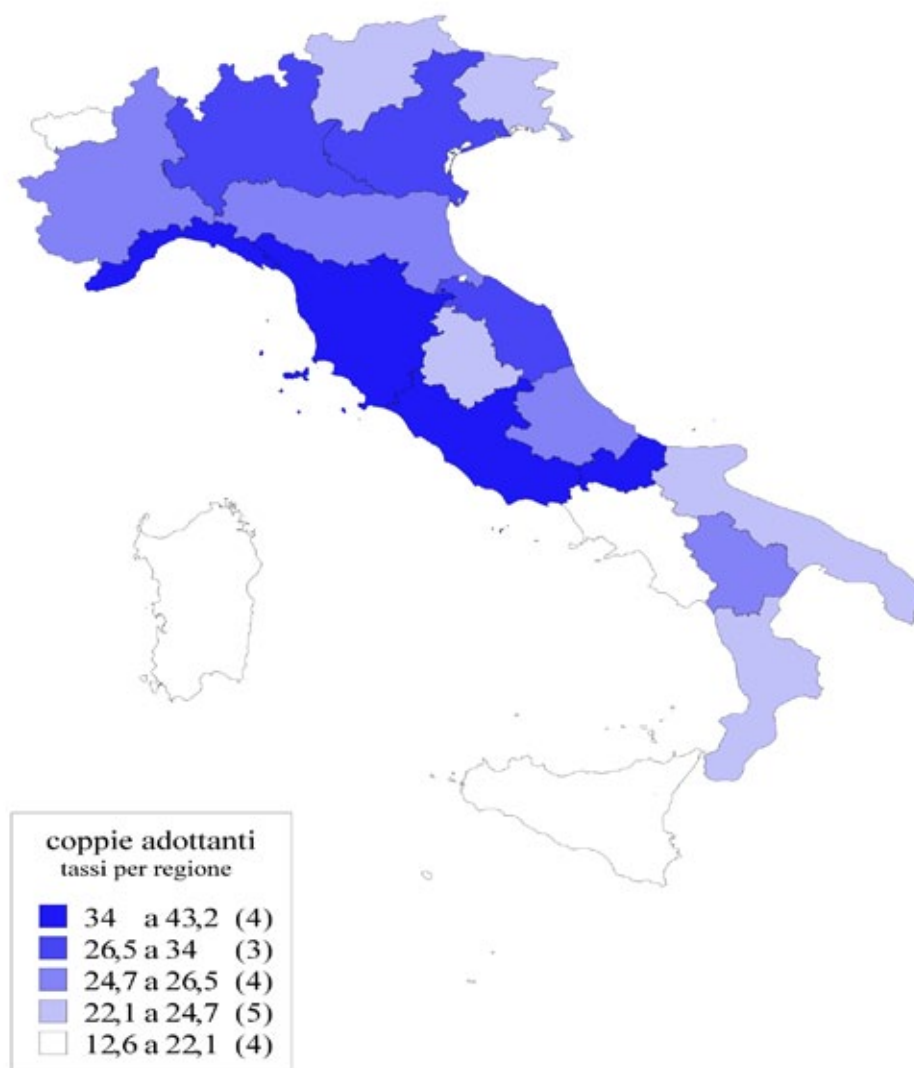 coppie adottanti
tassi per regione
34 a 43,2 (4)
26,5 a 34 (3)
24,7 a 26,5 (4)
22,1 a 24,7 (5)
12,6 a 22,1 (4)